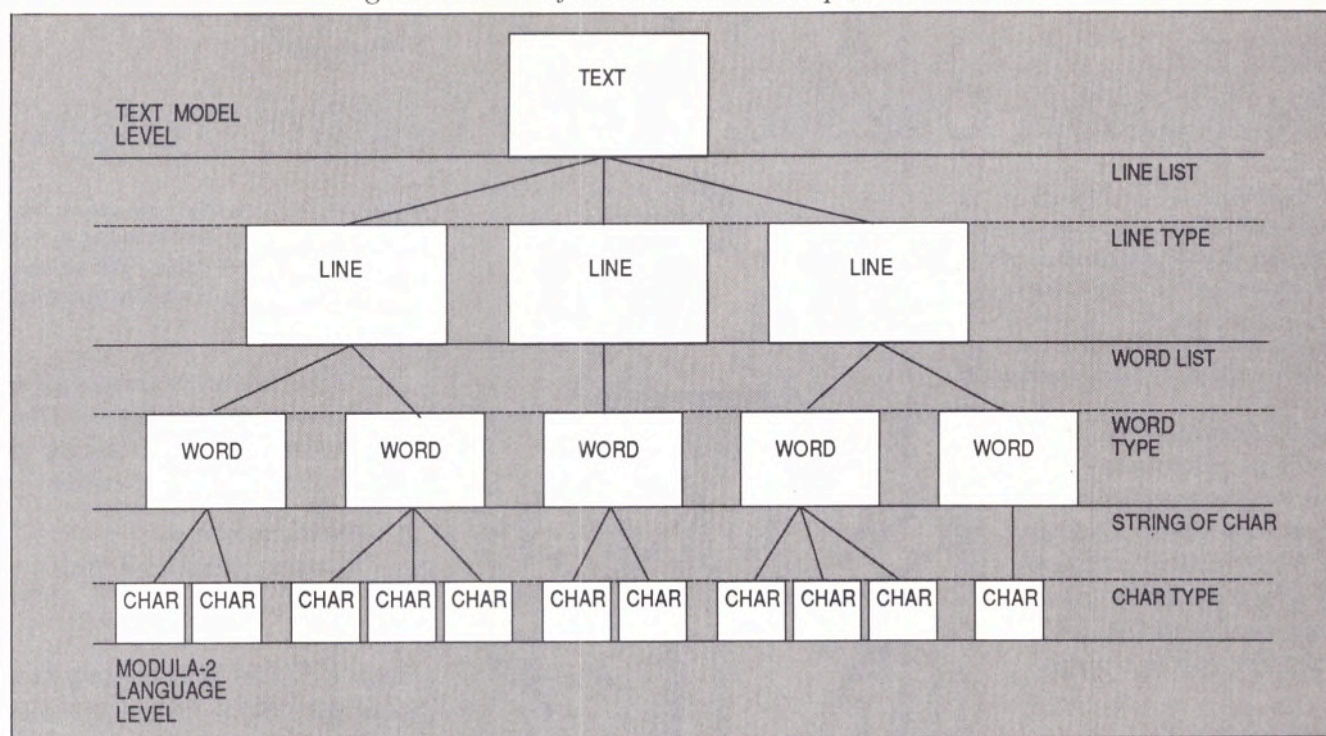 TEXT
TEXT MODEL
LEVEL
LINE LIST
LINE TYPE
LINE LINE LINE
WORD LIST
WORD
TYPE
WORD WORD WORD WORD WORD
STRING OF CHAR
CHAR CHAR CHAR CHAR CHAR CHAR CHAR CHAR CHAR CHAR CHAR
CHAR TYPE
MODULA-2
LANGUAGE
LEVEL